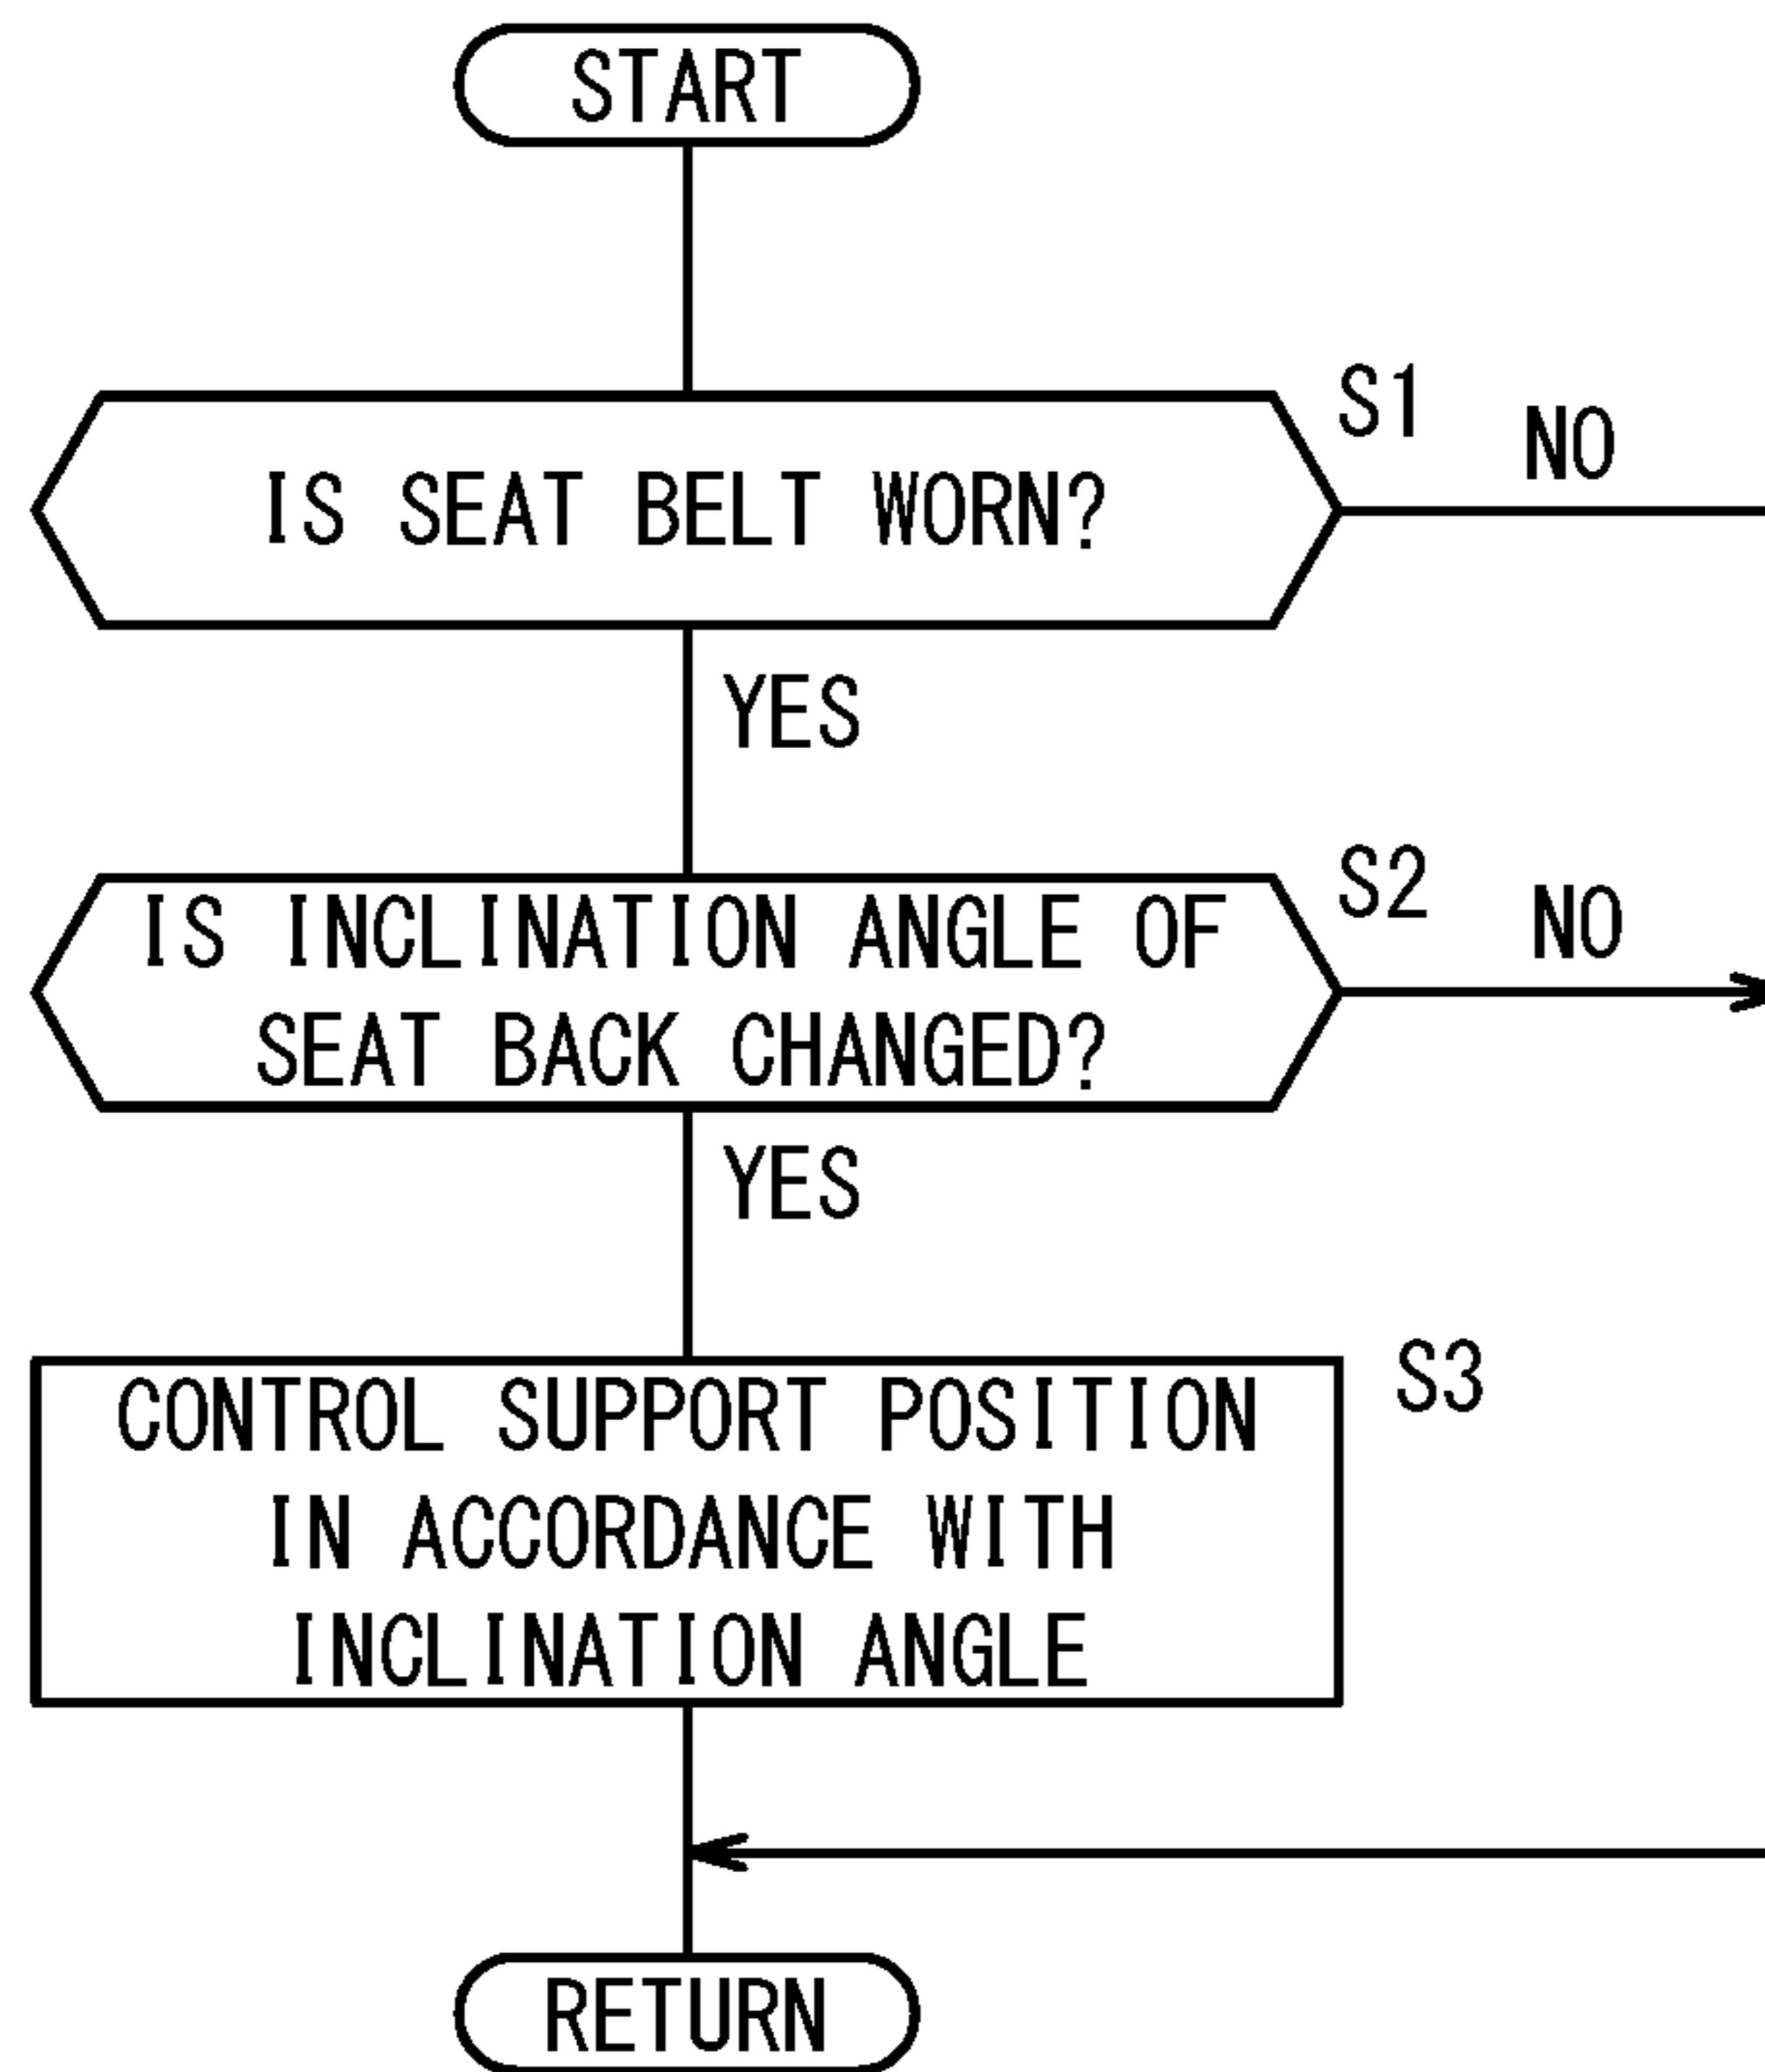 START
S1
NO
IS SEAT BELT WORN?
YES
S2
NO
IS INCLINATION ANGLE OF
SEAT BACK CHANGED?
YES
S3
CONTROL SUPPORT POSITION
IN ACCORDANCE WITH
INCLINATION ANGLE
RETURN